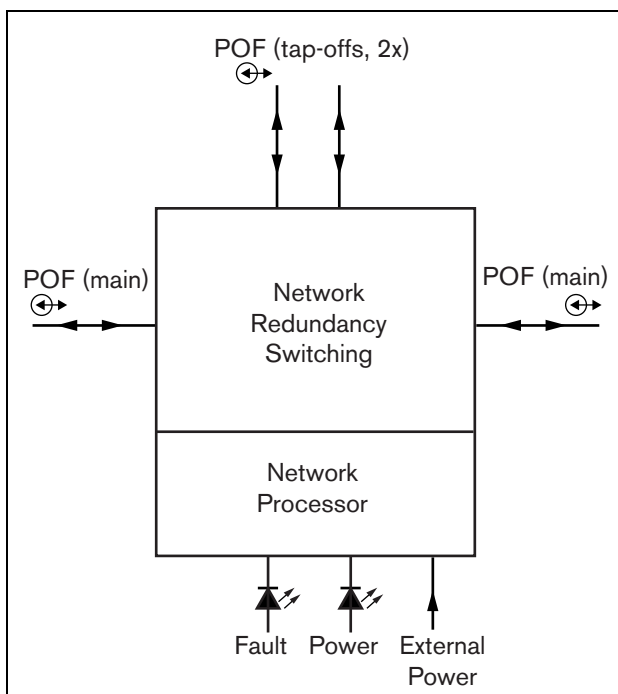 POF (tap-offs, 2x)
POF (main)
POF (main)
Network
Redundancy
Switching
Network
Processor
Fault
Power
External
Power